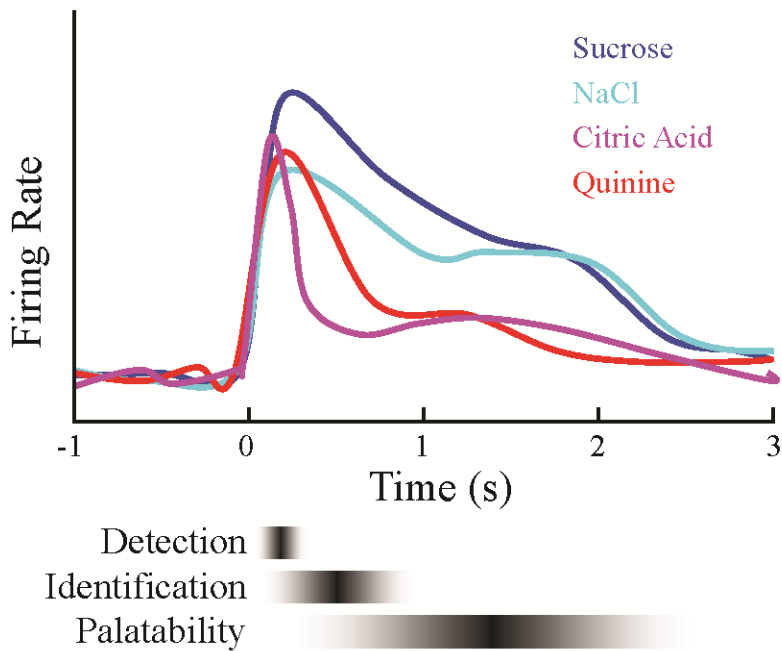 Sucrose
NaCl
Citric Acid
Quinine
Firing Rate
-1 0 1 2 3
Time (s)
Detection
Identification
Palatability